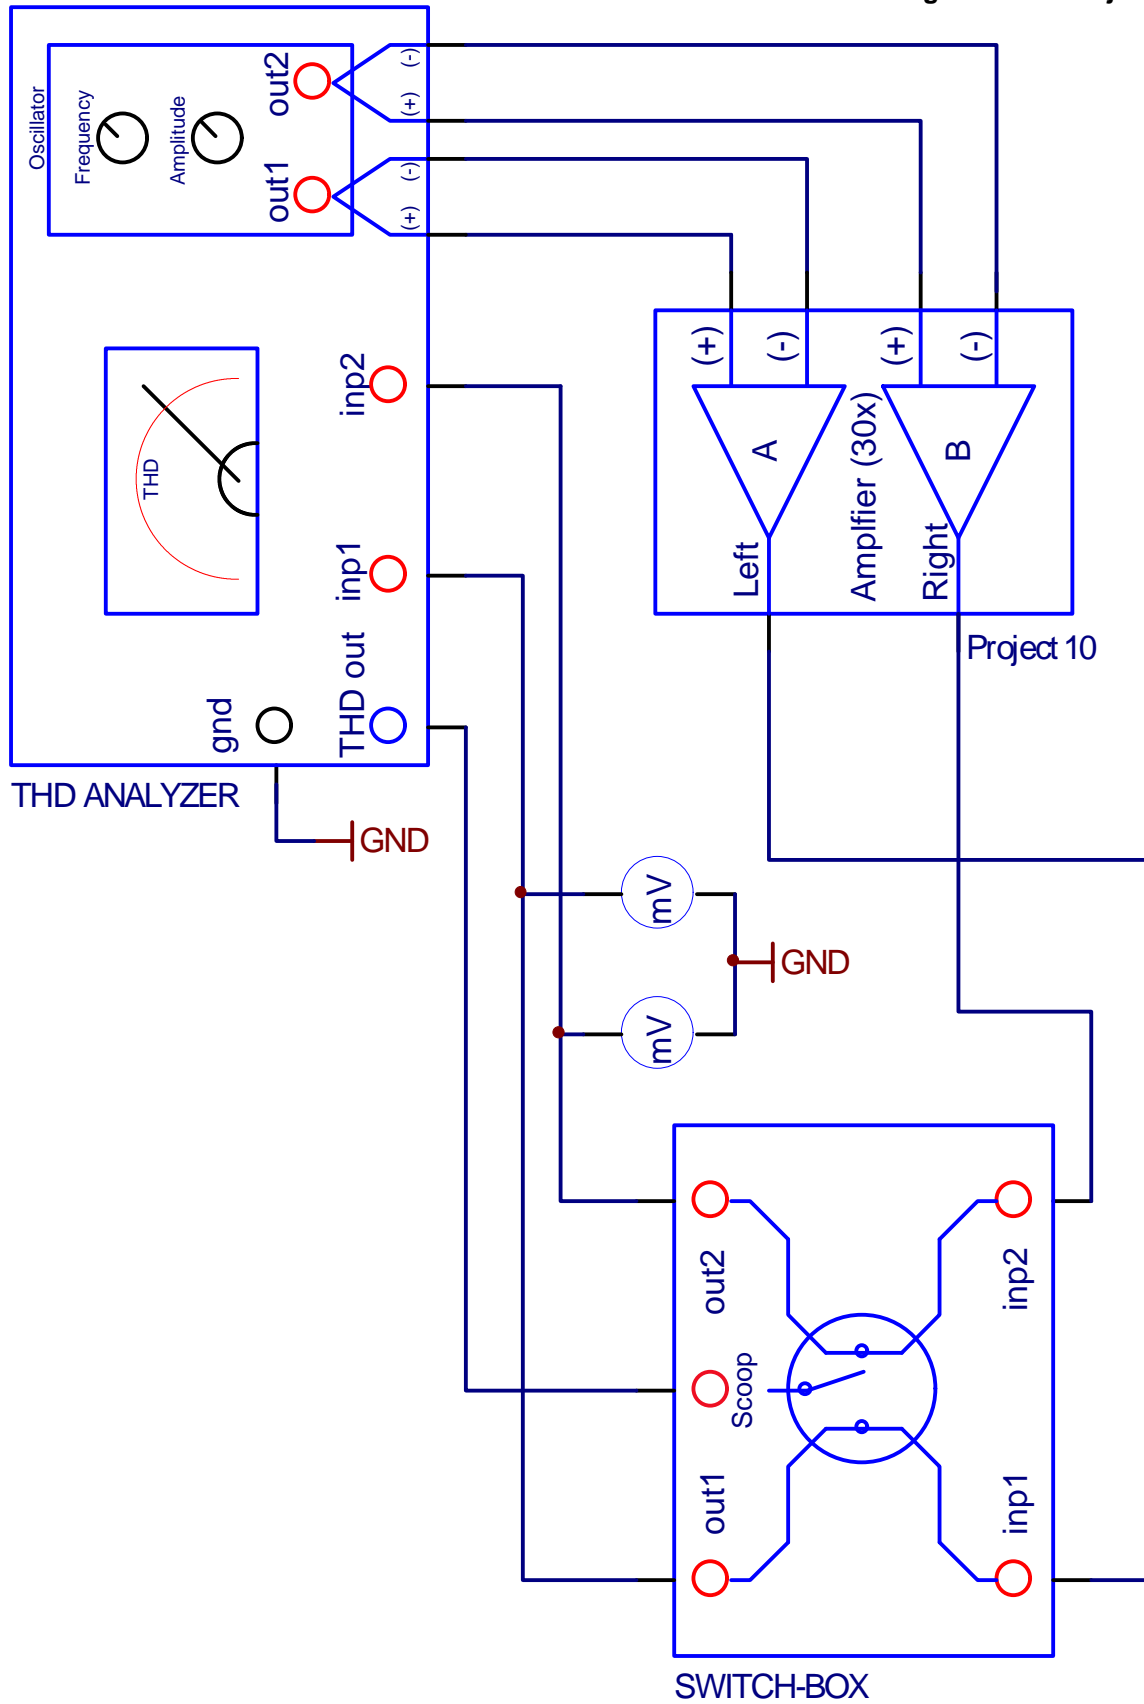 Oscillator
Frequency
Amplitude
out2
out1
(-)
(+)
(-)
(+)
THD
inp2
inp1
THD out
gnd
THD ANALYZER
GND
(+)
(-)
(+)
(-)
A
B
Amplfier (30x)
Left
Right
Project 10
mV
mV
GND
out2
Scoop
out1
inp2
inp1
SWITCH-BOX